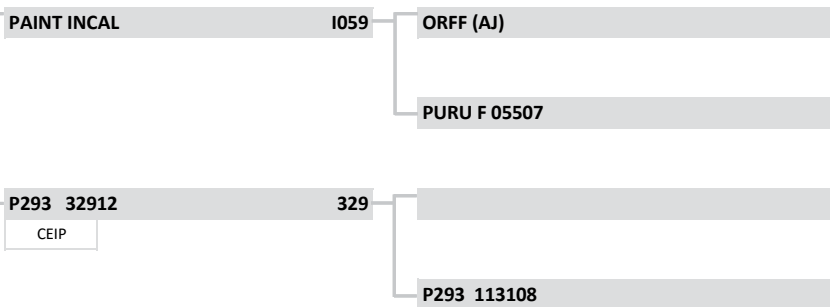 PAINT INCAL I059 ORFF (AJ)
PURU F 05507
P293 32912 329
CEIP
P293 113108